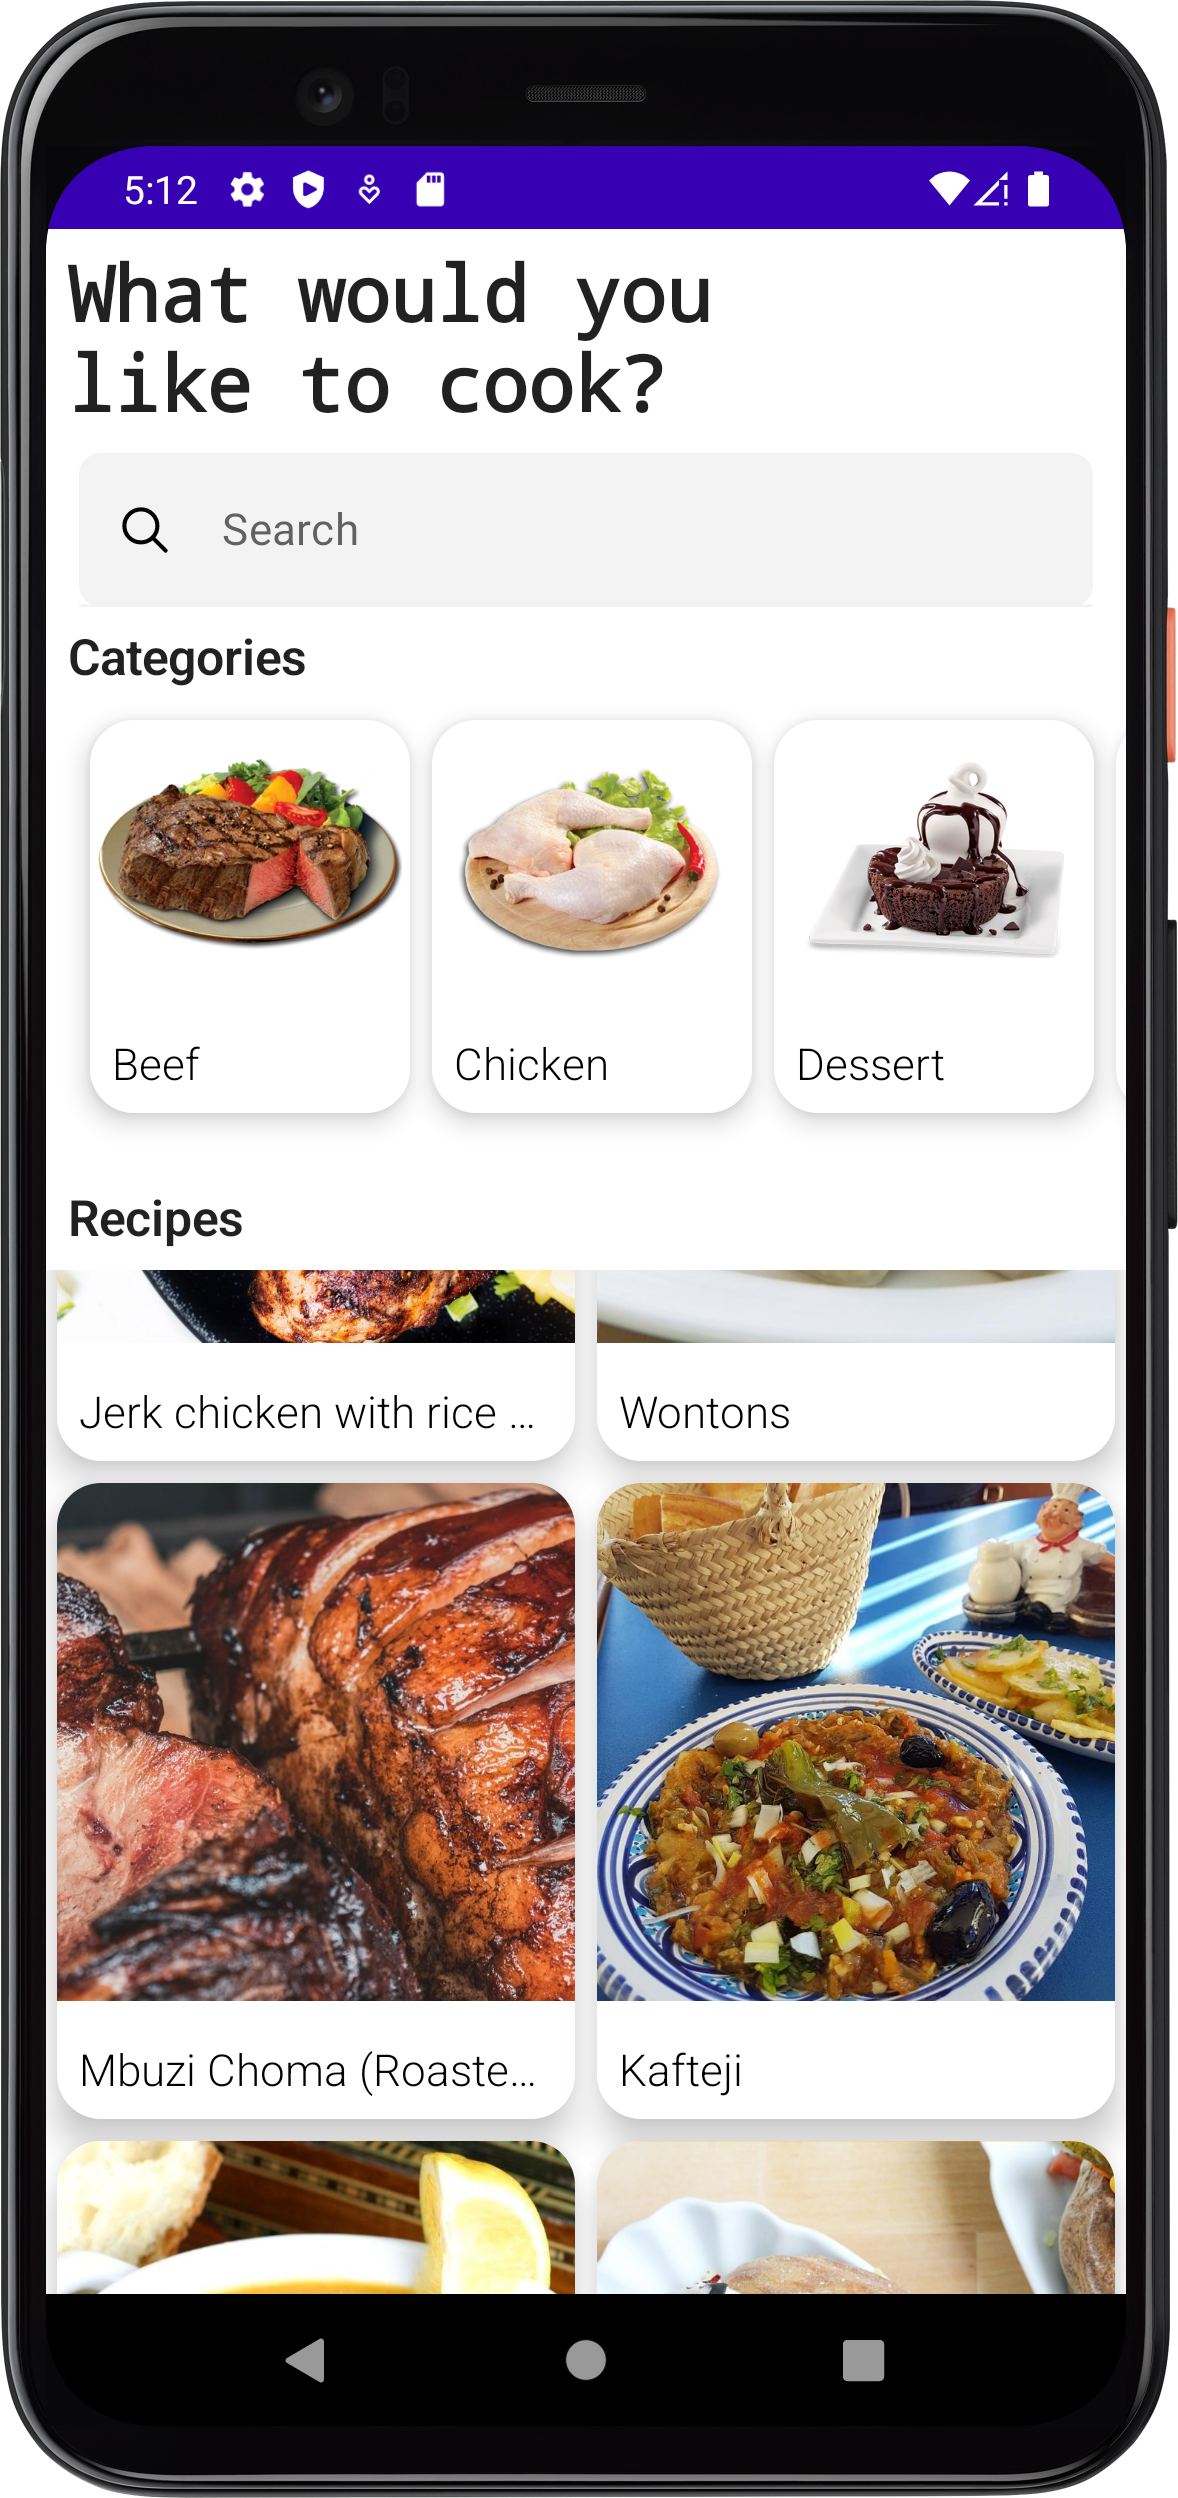 5:12
What would you
like to cook?
Search
Categories
Beef
Chicken
Dessert
Recipes
Jerk chicken with rice ...
Wontons
Mbuzi Choma (Roaste...
Kafteji